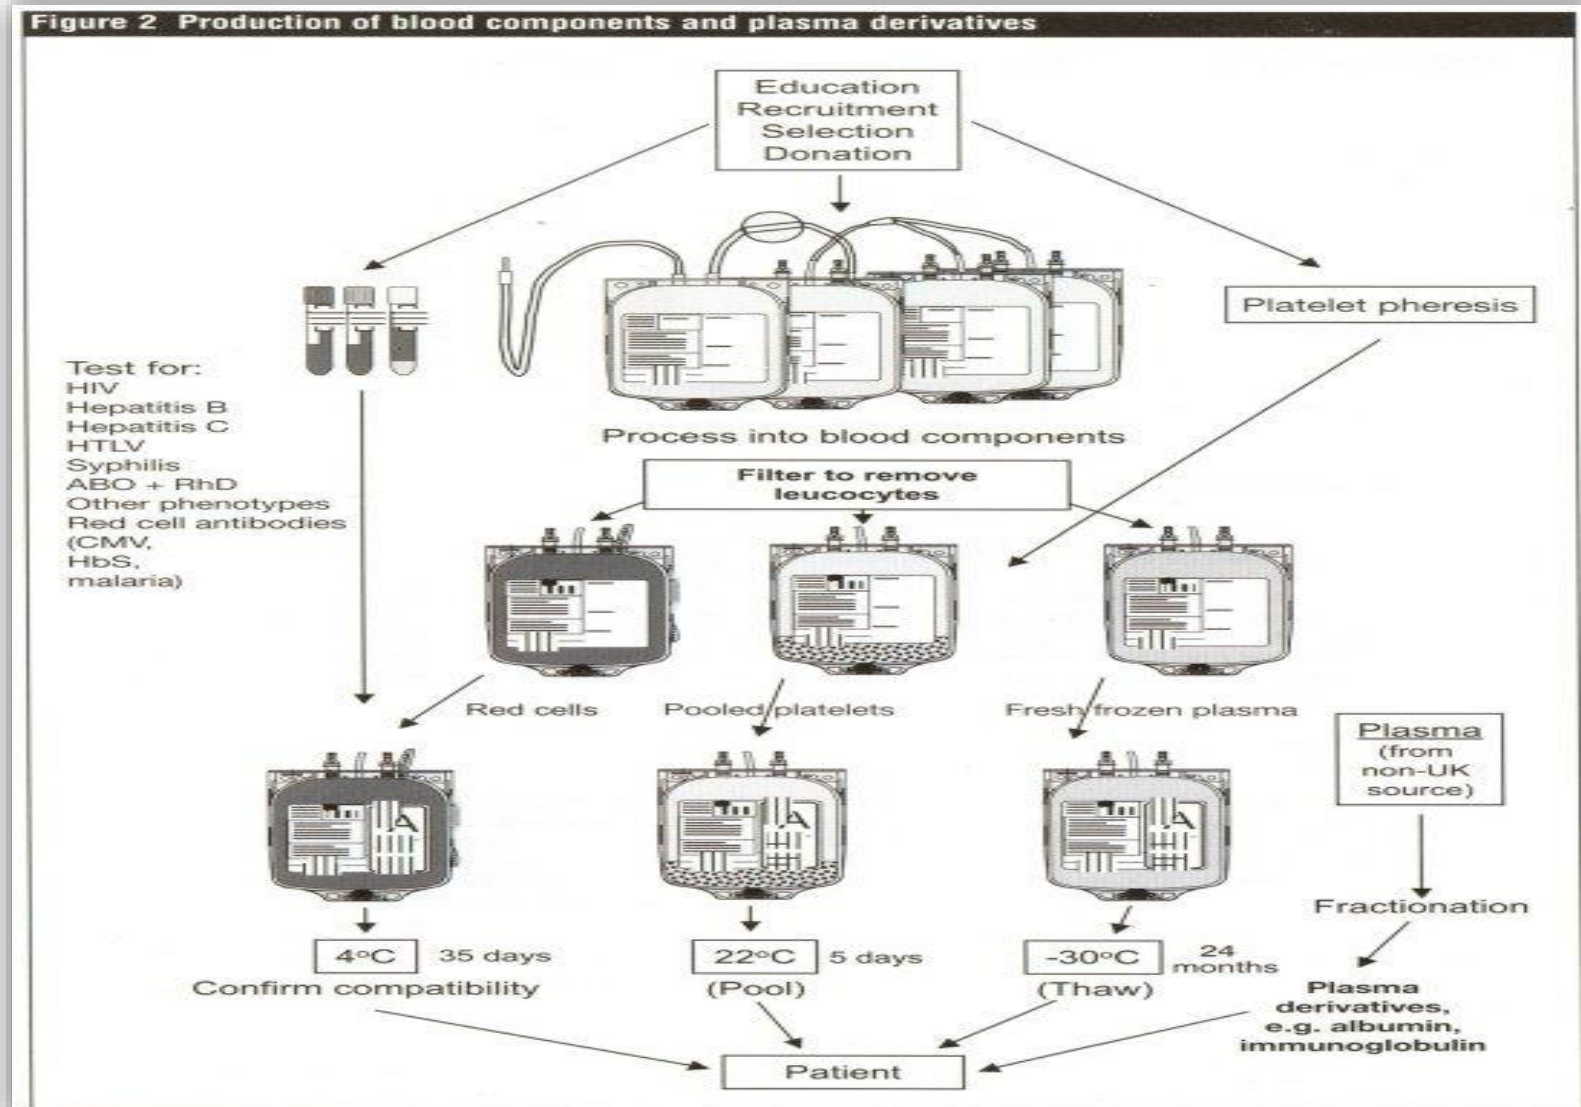 Figure 2 Production of blood components and plasma derivatives
Education
Recruitment
Selection
Donation
Platelet pheresis
Test for:
HIV
Hepatitis B
Hepatitis C
HTLV
Syphilis
ABO + RhD
Other phenotypes
Red cell antibodies
(CMV,
HbS,
malaria)
Process into blood components
Filter to remove
leucocytes
Red cells
Pooled platelets
Fresh frozen plasma
Plasma
(from
non-UK
source)
A
A
A
Fractionation
4°C 35 days
Confirm compatibility
22°C 5 days
(Pool)
-30°C 24
months
(Thaw)
Plasma
derivatives,
e.g. albumin,
immunoglobulin
Patient